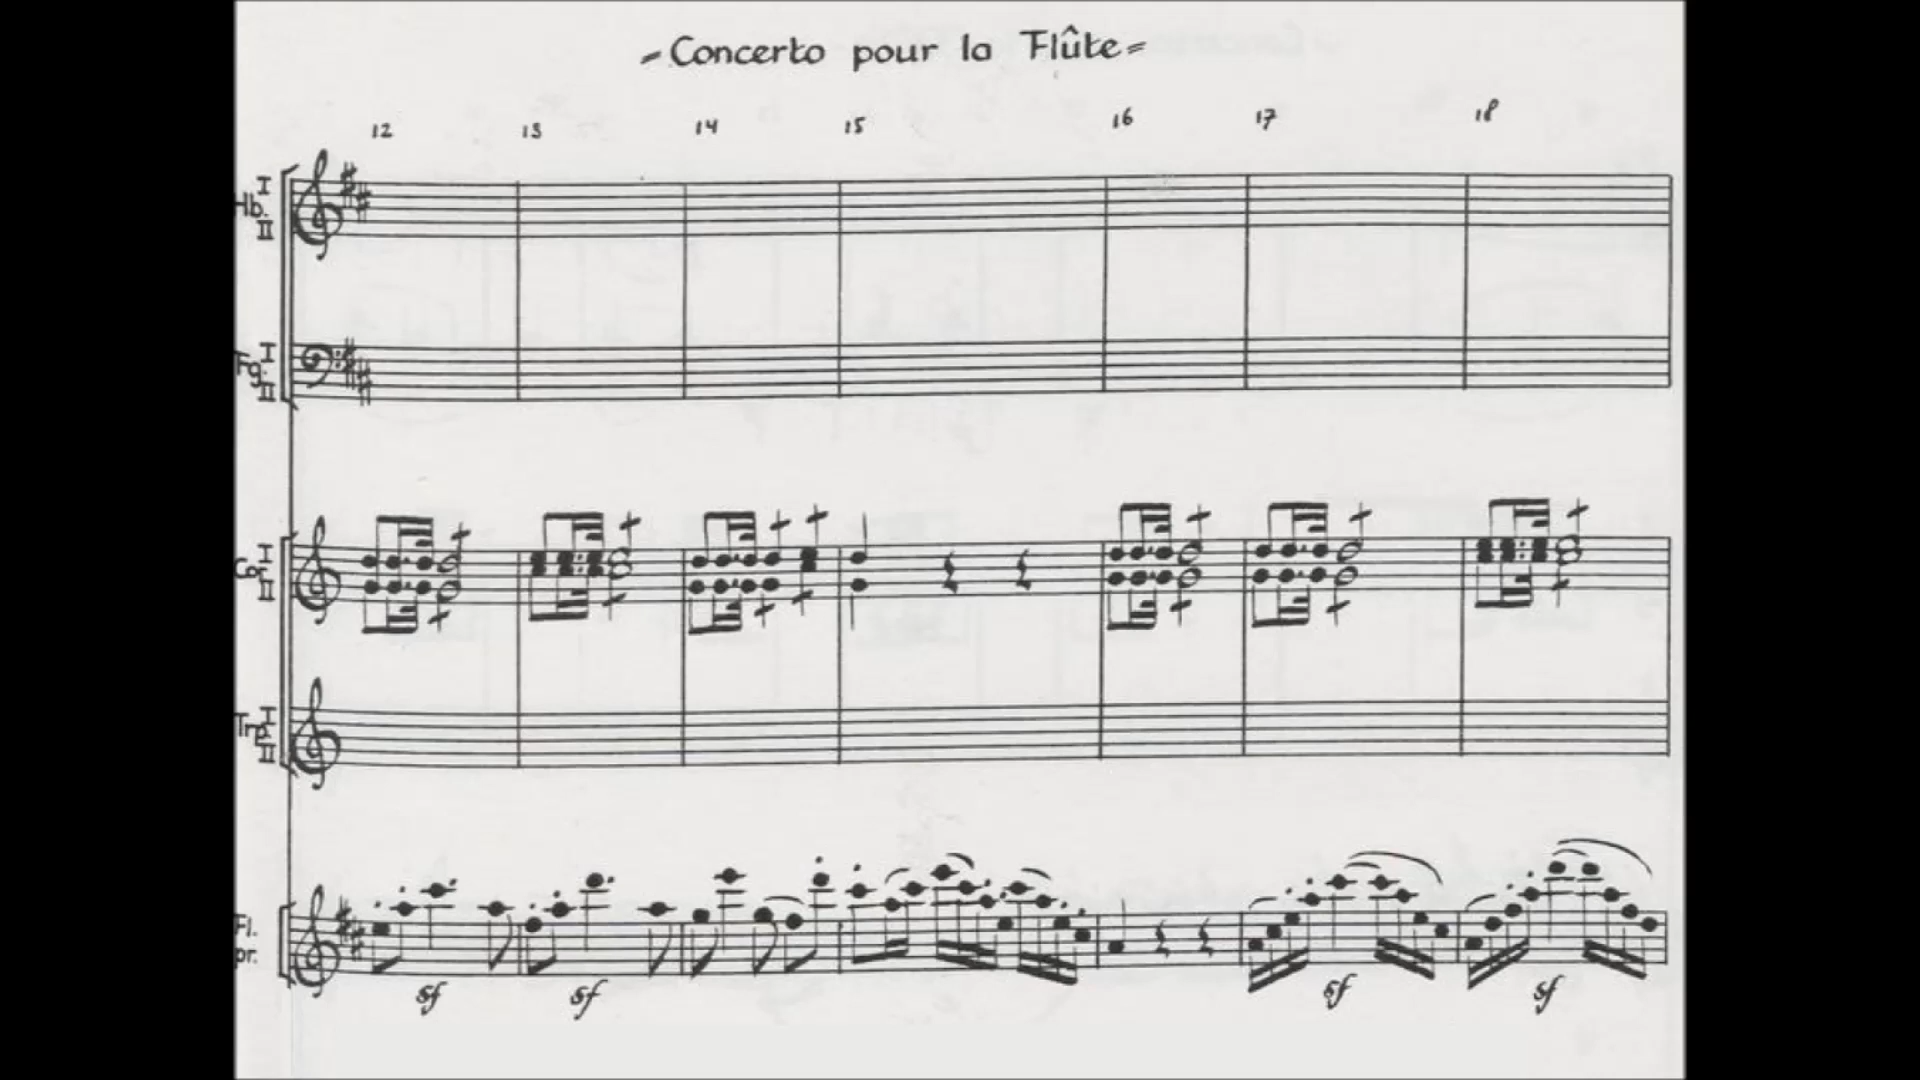 Concerto pour la Flûte
12 13 14 15 16 17 18
I
Hb.
II
I
Fg.
II
I
Cor.
II
I
Trp.
II
Fl.
pr.
sf sf sf sf